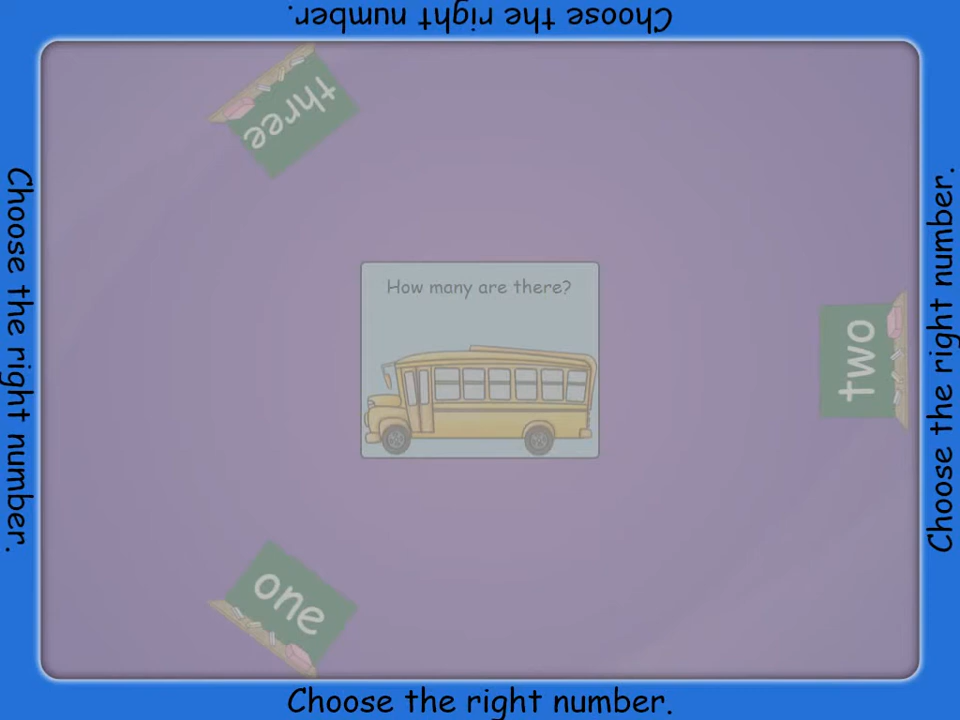 Choose the right number.
three
Choose the right number.
How many are there?
two
Choose the right number.
one
Choose the right number.